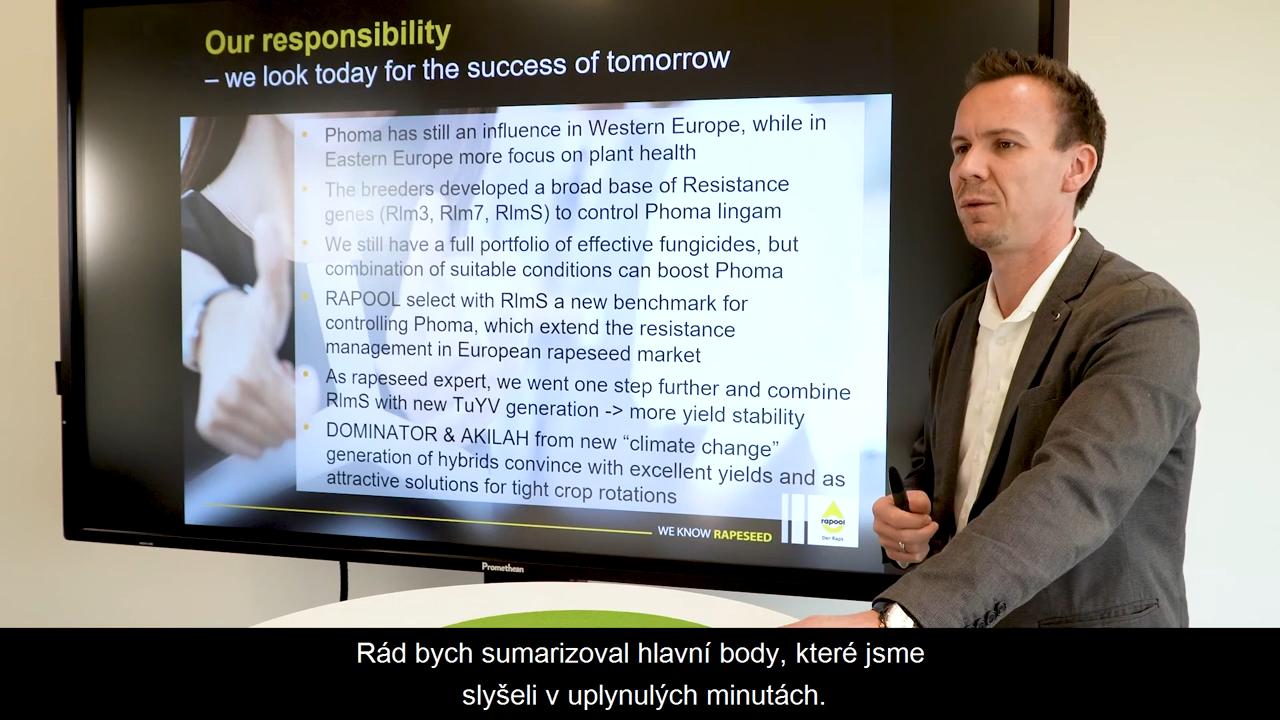 Our responsibility
– we look today for the success of tomorrow
• Phoma has still an influence in Western Europe, while in
Eastern Europe more focus on plant health
• The breeders developed a broad base of Resistance
genes (Rlm3, Rlm7, RlmS) to control Phoma lingam
• We still have a full portfolio of effective fungicides, but
combination of suitable conditions can boost Phoma
• RAPOOL select with RlmS a new benchmark for
controlling Phoma, which extend the resistance
management in European rapeseed market
• As rapeseed expert, we went one step further and combine
RlmS with new TuYV generation -> more yield stability
• DOMINATOR & AKILAH from new “climate change”
generation of hybrids convince with excellent yields and as
attractive solutions for tight crop rotations
WE KNOW RAPESEED
rapool
Der Raps
Promethean
Rád bych sumarizoval hlavní body, které jsme
slyšeli v uplynulých minutách.